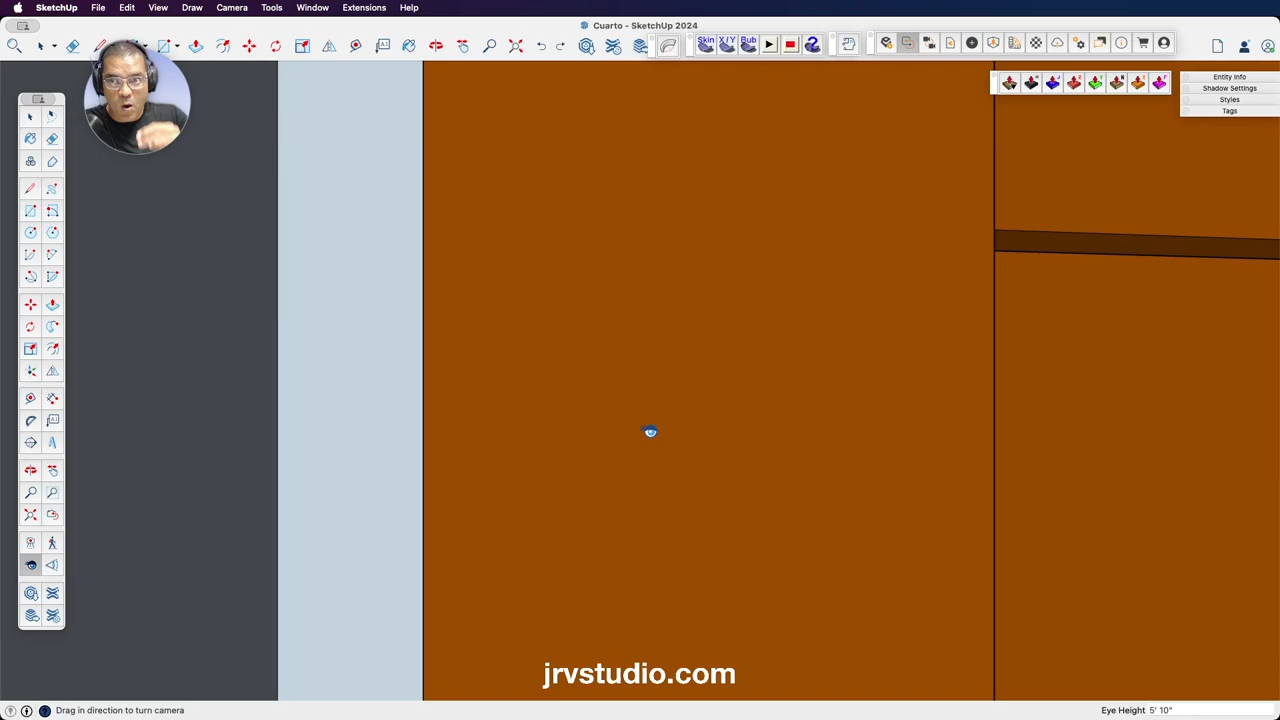 SketchUp File Edit View Draw Camera Tools Window Extensions Help
Cuarto - SketchUp 2024
Skin X/Y Bub
Entity Info
Shadow Settings
Styles
Tags
jrvstudio.com
Drag in direction to turn camera
Eye Height 5' 10"